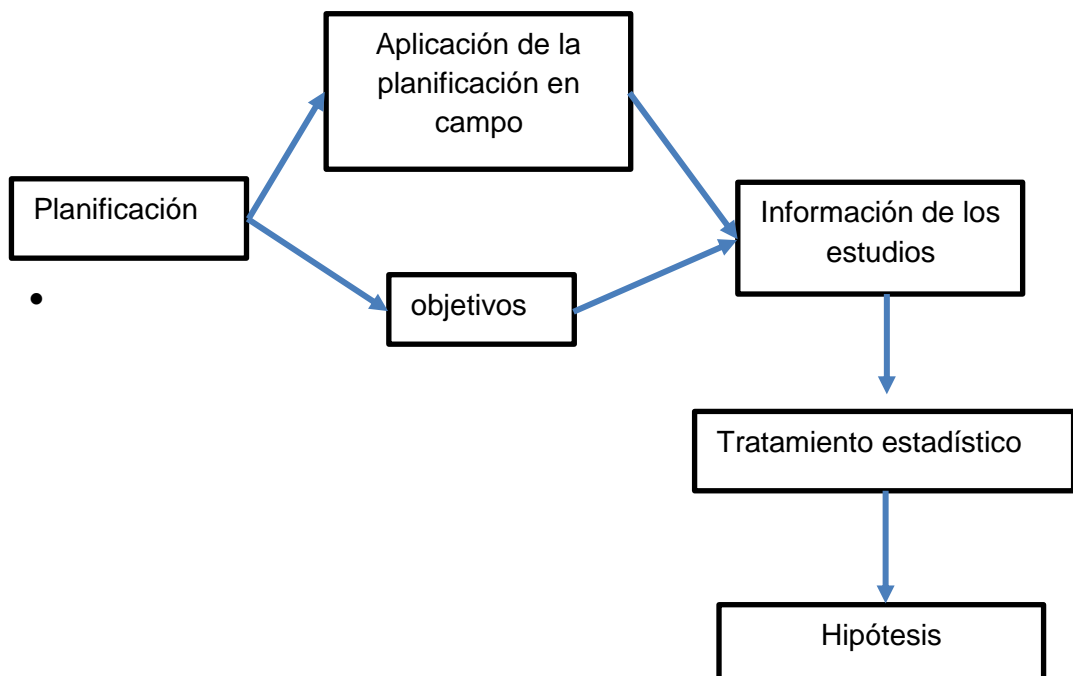 Aplicación de la
planificación en
campo
Planificación
Información de los
estudios
•
objetivos
Tratamiento estadístico
Hipótesis